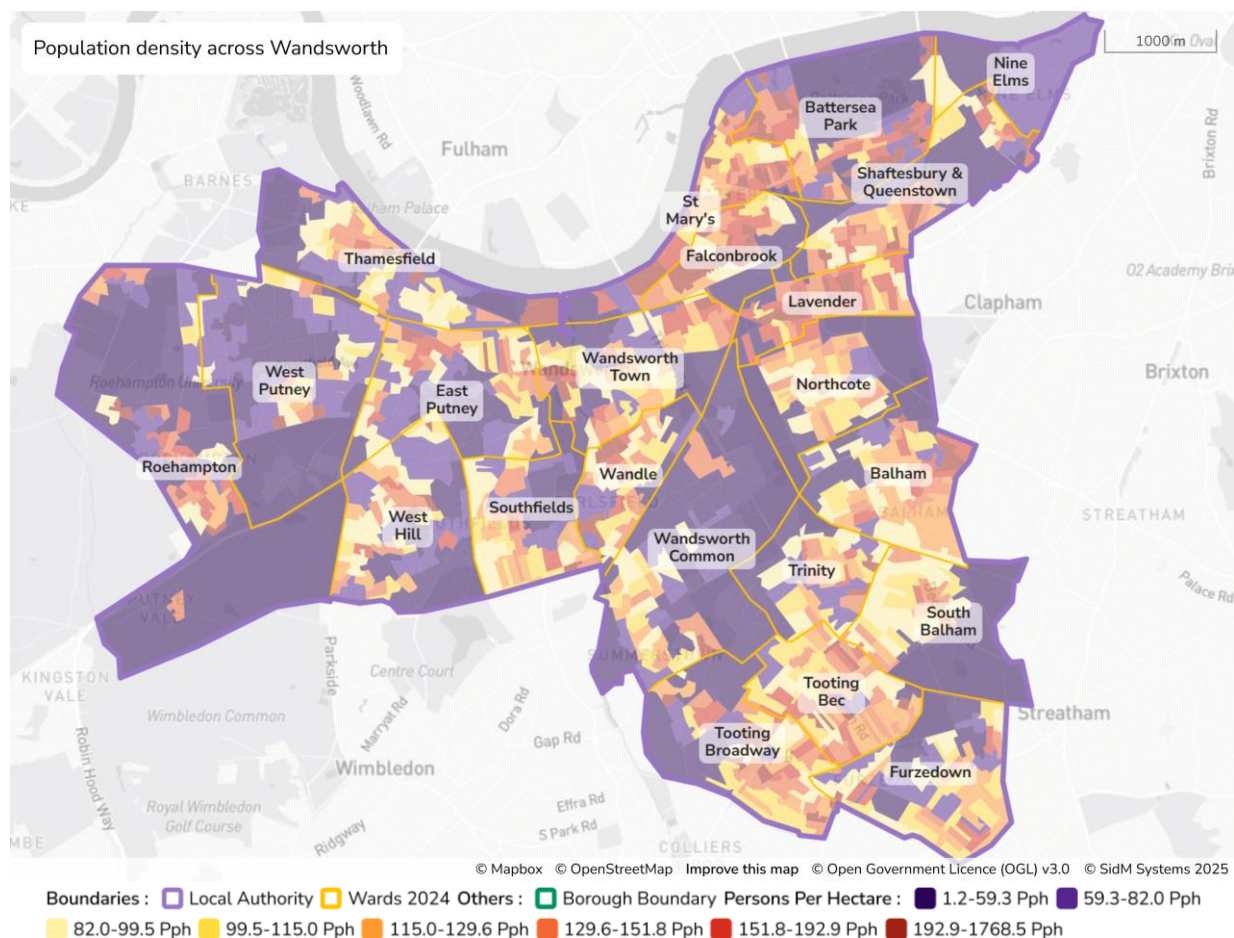 Population density across Wandsworth
1000 m
Woodlawn Rd
Nine
Elms
Battersea
Park
Brixton Rd
Fulham
BARNES
Shaftesbury &
Queenstown
St
Mary's
Thamesfield
Falconbrook
O2 Academy Brix
Lavender
Clapham
Wandsworth
Town
West
Putney
East
Putney
Northcote
Brixton
Roehampton University
Roehampton
Wandle
Balham
BALHAM
Southfields
West
Hill
STREATHAM
Wandsworth
Common
Trinity
Palace Rd
PUTNEY
VALE
South
Balham
SUMMERSTOWN
KINGSTON
VALE
Parkside
Centre Court
Tooting
Bec
Wimbledon Common
Marryat Rd
Dora Rd
Streatham
Gap Rd
Tooting
Broadway
Robin Hood Way
Wimbledon
Furzedown
Royal Wimbledon
Golf Course
Effra Rd
S Park Rd
Ridgway
MBE
COLLIERS
© Mapbox © OpenStreetMap Improve this map © Open Government Licence (OGL) v3.0 © SidM Systems 2025
Boundaries : Local Authority Wards 2024 Others : Borough Boundary Persons Per Hectare : 1.2-59.3 Pph 59.3-82.0 Pph
82.0-99.5 Pph 99.5-115.0 Pph 115.0-129.6 Pph 129.6-151.8 Pph 151.8-192.9 Pph 192.9-1768.5 Pph